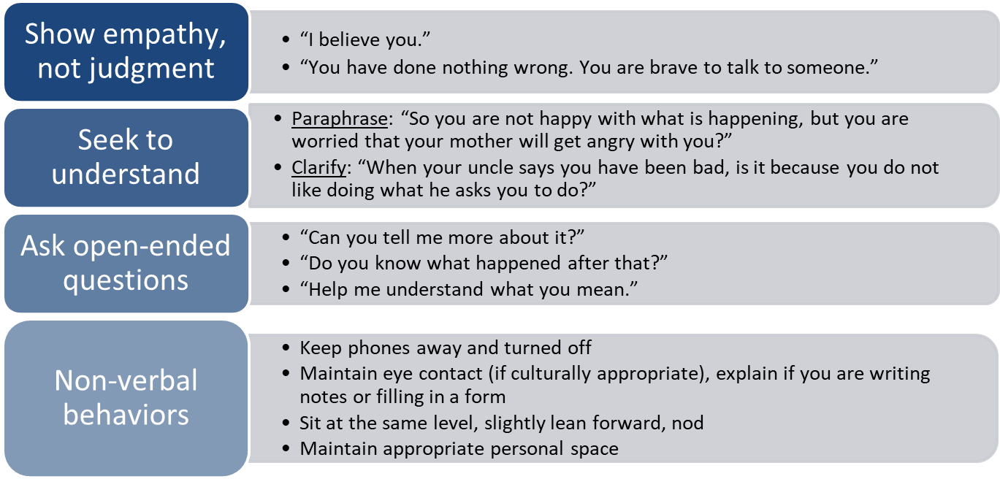 Show empathy,
not judgment
• “I believe you.”
• “You have done nothing wrong. You are brave to talk to someone.”
Seek to
understand
• Paraphrase: “So you are not happy with what is happening, but you are
worried that your mother will get angry with you?”
• Clarify: “When your uncle says you have been bad, is it because you do not
like doing what he asks you to do?”
Ask open-ended
questions
• “Can you tell me more about it?”
• “Do you know what happened after that?”
• “Help me understand what you mean.”
Non-verbal
behaviors
• Keep phones away and turned off
• Maintain eye contact (if culturally appropriate), explain if you are writing
notes or filling in a form
• Sit at the same level, slightly lean forward, nod
• Maintain appropriate personal space